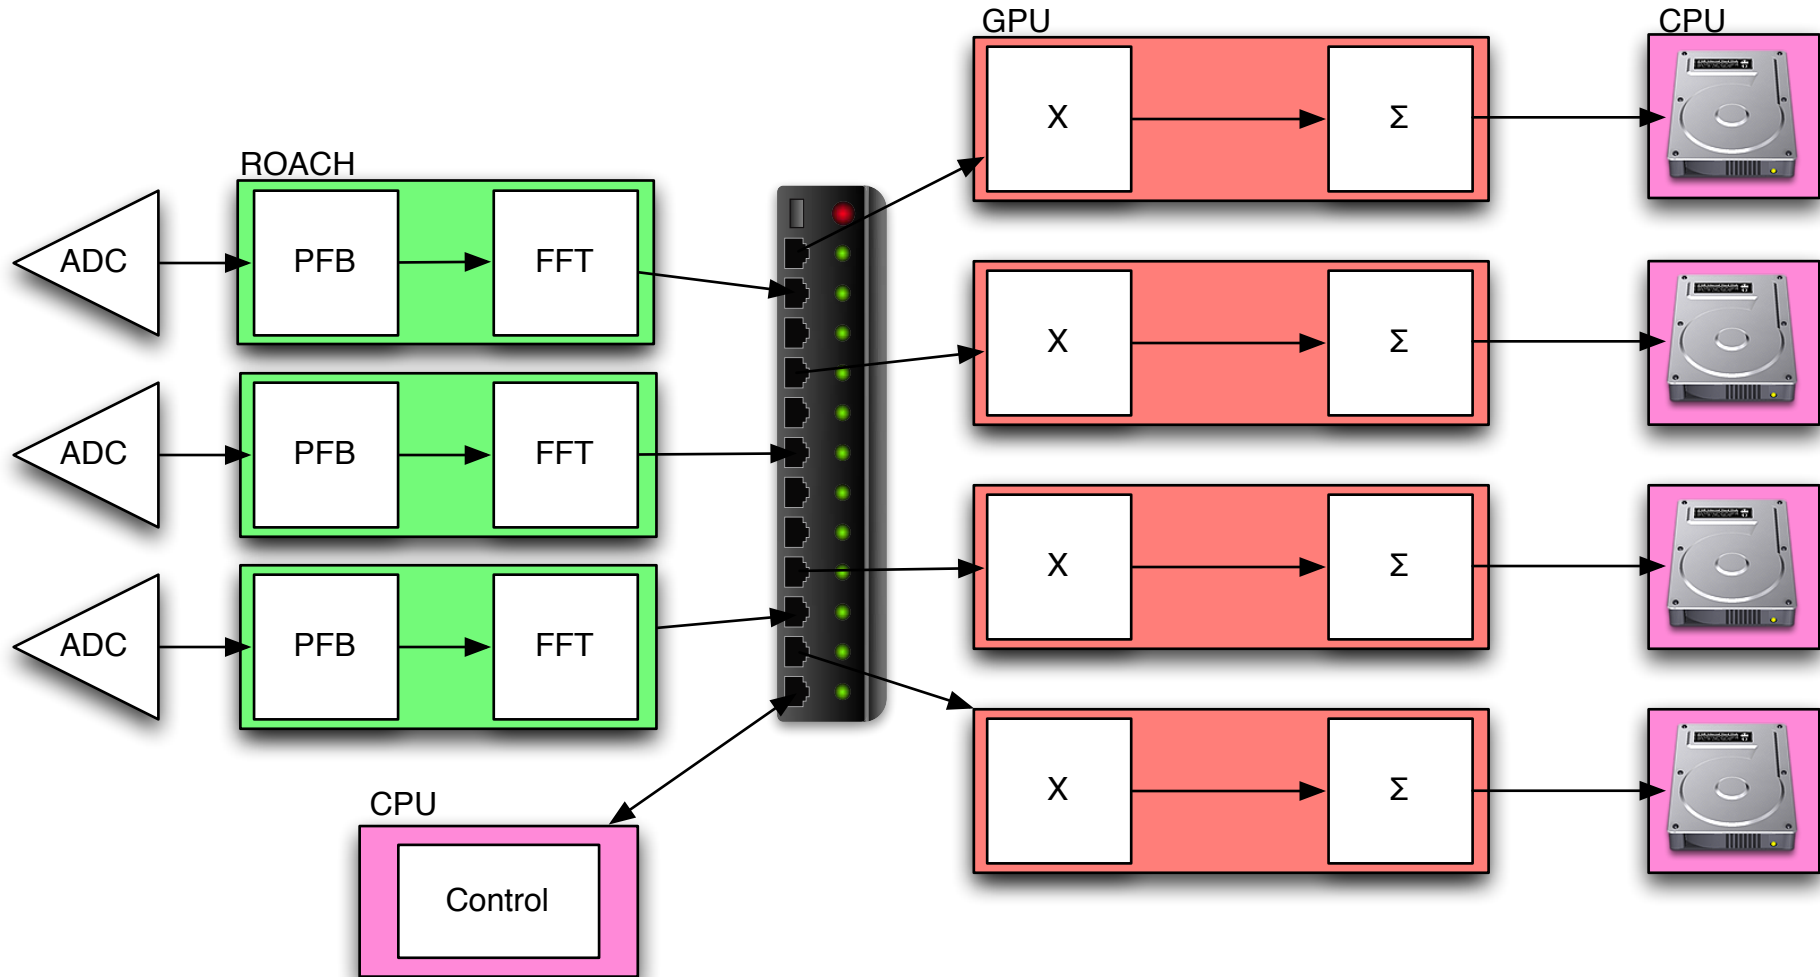 GPU
CPU
X
Σ
ROACH
ADC
PFB
FFT
X
Σ
ADC
PFB
FFT
X
Σ
ADC
PFB
FFT
X
Σ
CPU
Control